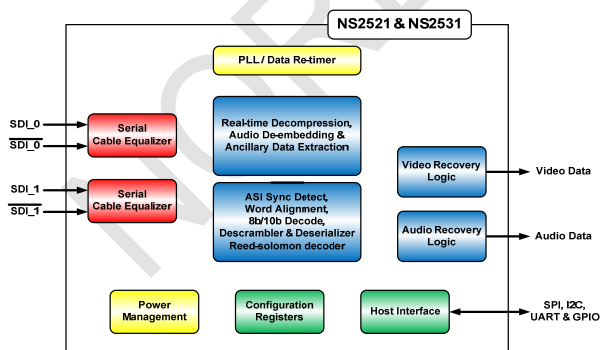 NS2521 & NS2531
PLL / Data Re-timer
SDI_0
SDI_0
Serial
Cable Equalizer
Real-time Decompression,
Audio De-embedding &
Ancillary Data Extraction
Video Recovery
Logic
Video Data
SDI_1
SDI_1
Serial
Cable Equalizer
ASI Sync Detect,
Word Alignment,
8b/10b Decode,
Descrambler & Deserializer
Reed-solomon decoder
Audio Recovery
Logic
Audio Data
Power
Management
Configuration
Registers
Host Interface
SPI, I2C,
UART & GPIO